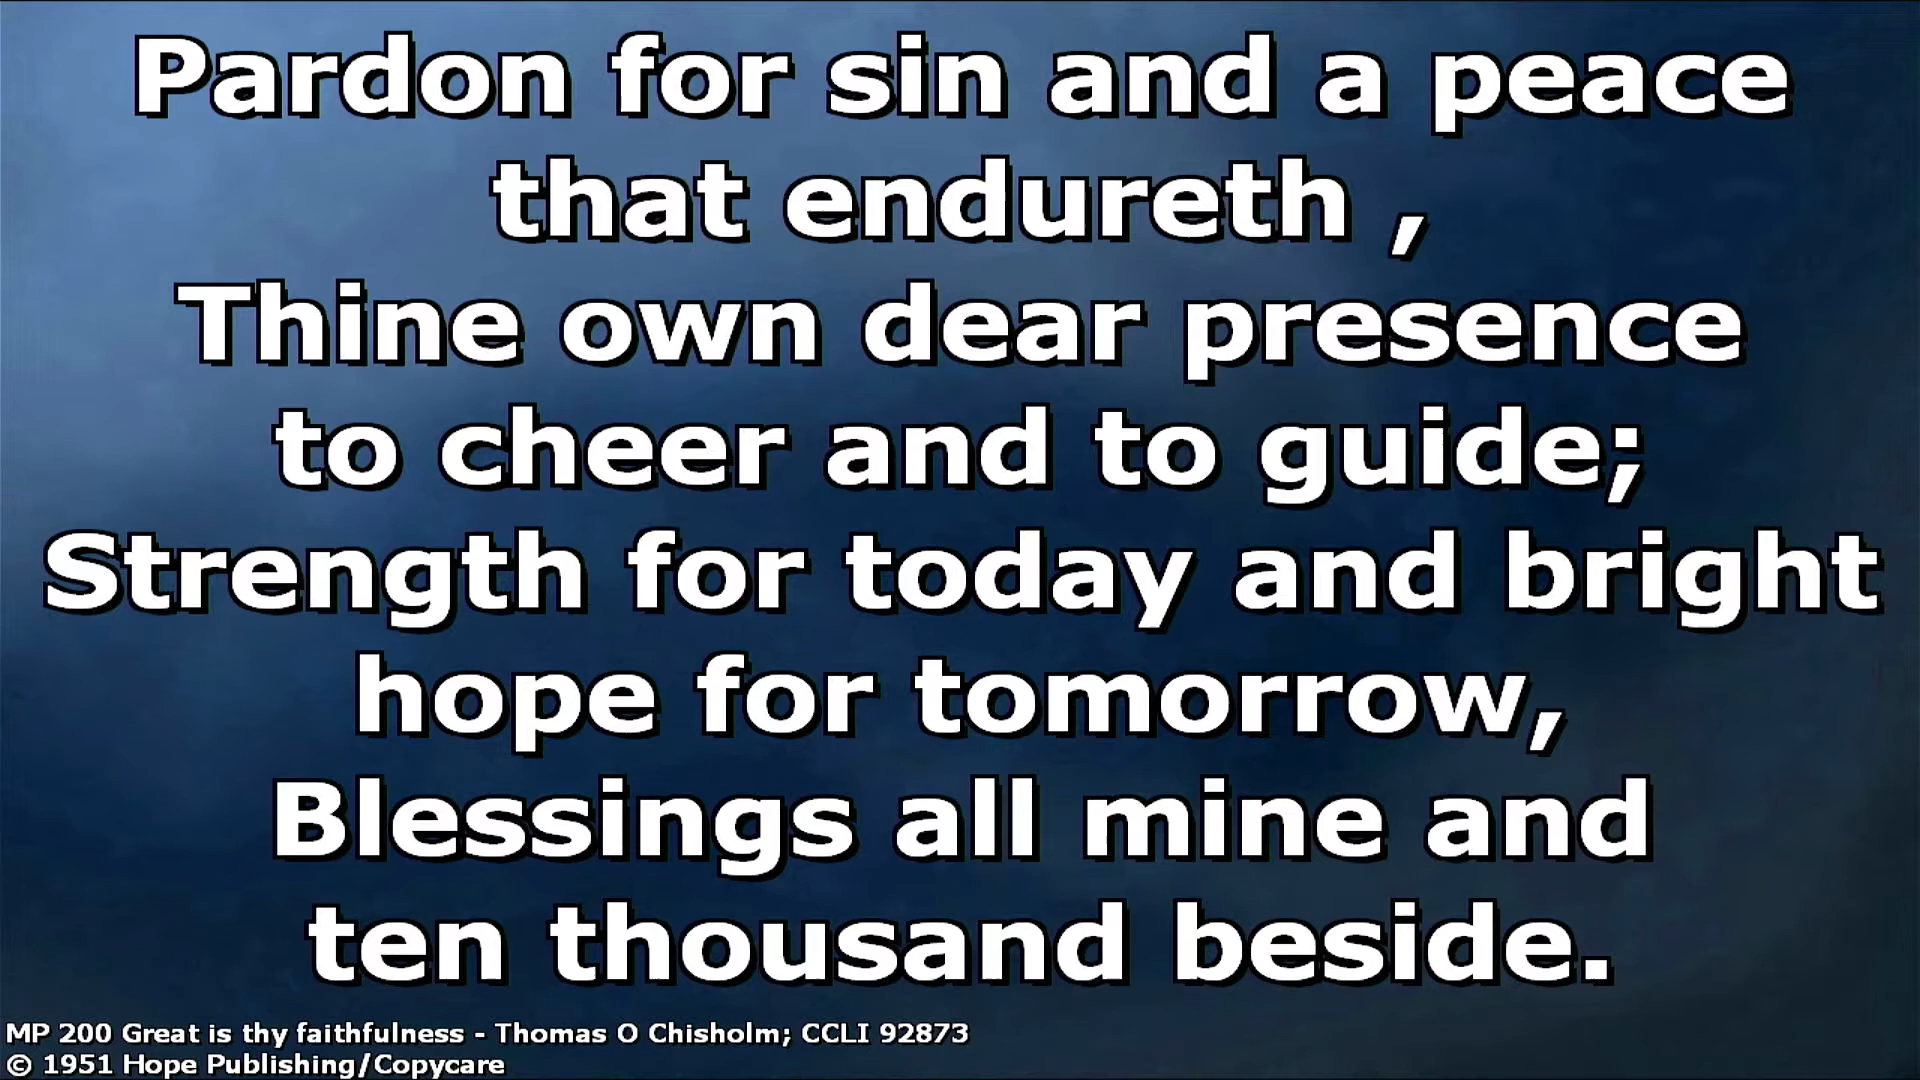 Pardon for sin and a peace
that endureth ,
Thine own dear presence
to cheer and to guide;
Strength for today and bright
hope for tomorrow,
Blessings all mine and
ten thousand beside.
MP 200 Great is thy faithfulness - Thomas O Chisholm; CCLI 92873
© 1951 Hope Publishing/Copycare